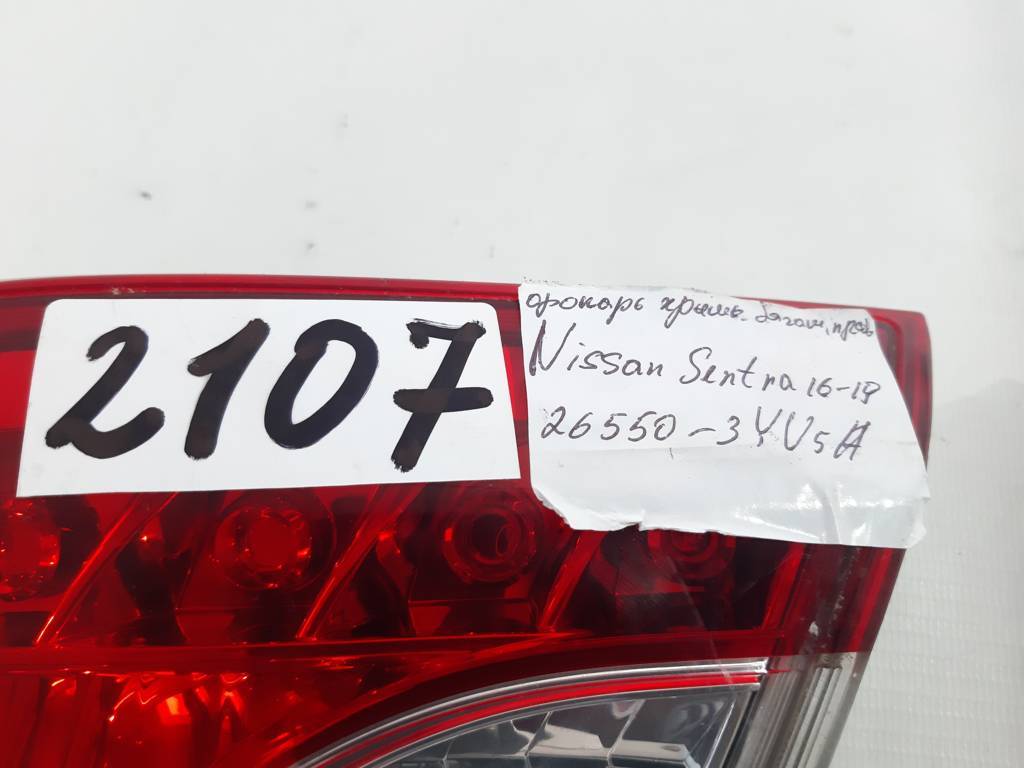 2107
фонарь крышк. багаж, прав
Nissan Sentra 16-19
26550-3YU5A